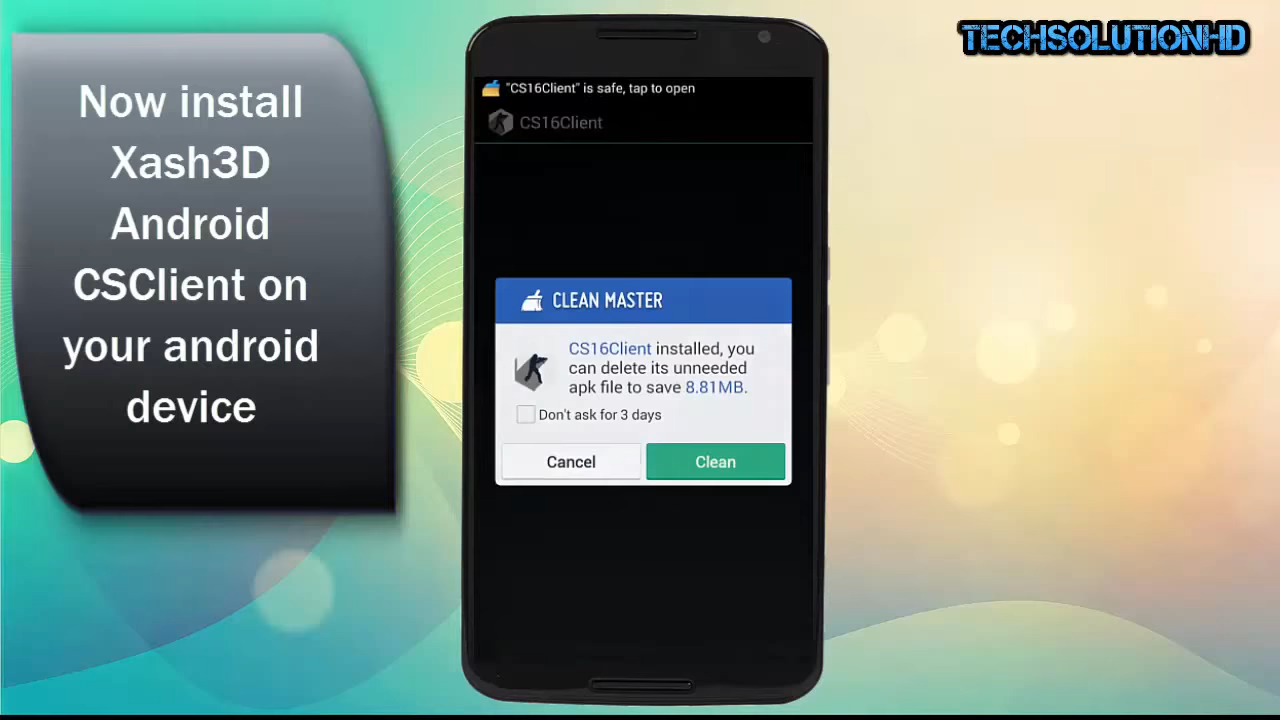 Now install
Xash3D
Android
CSClient on
your android
device
TECHSOLUTIONHD
"CS16Client" is safe, tap to open
CS16Client
CLEAN MASTER
CS16Client installed, you
can delete its unneeded
apk file to save 8.81MB.
Don't ask for 3 days
Cancel
Clean